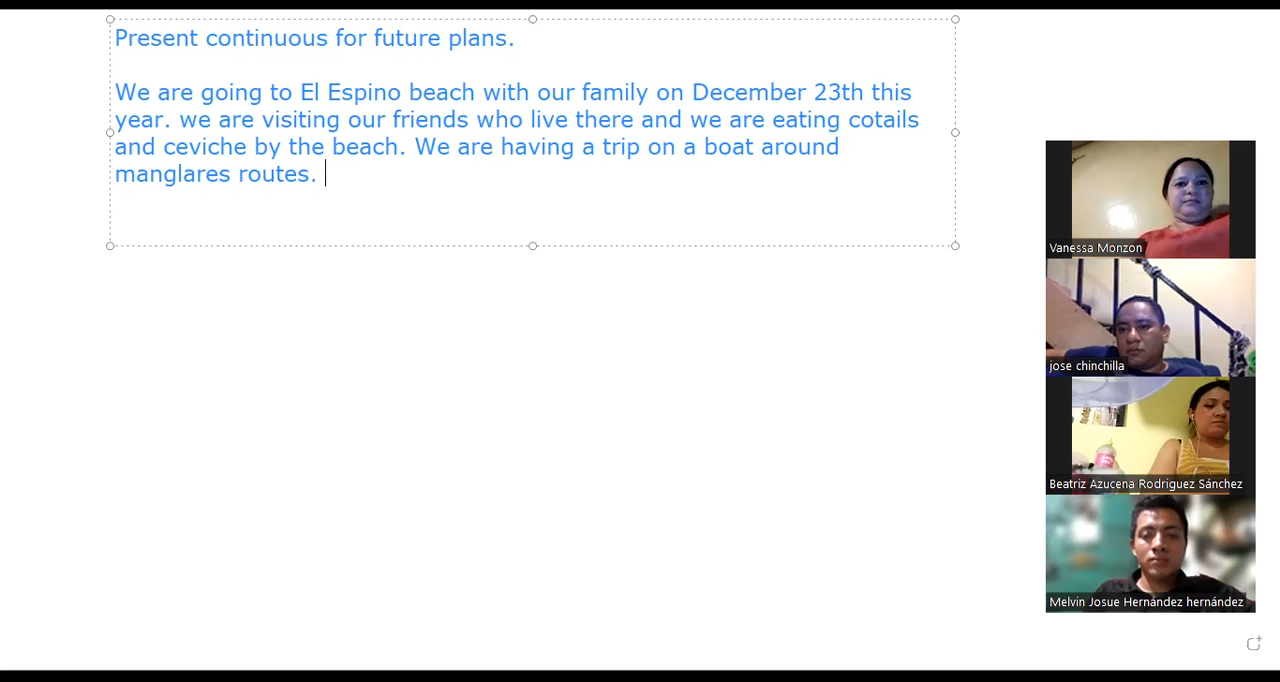 Present continuous for future plans.
We are going to El Espino beach with our family on December 23th this
year. we are visiting our friends who live there and we are eating cotails
and ceviche by the beach. We are having a trip on a boat around
manglares routes.
Vanessa Monzon
jose chinchilla
Beatriz Azucena Rodriguez Sánchez
Melvin Josue Hernández hernández